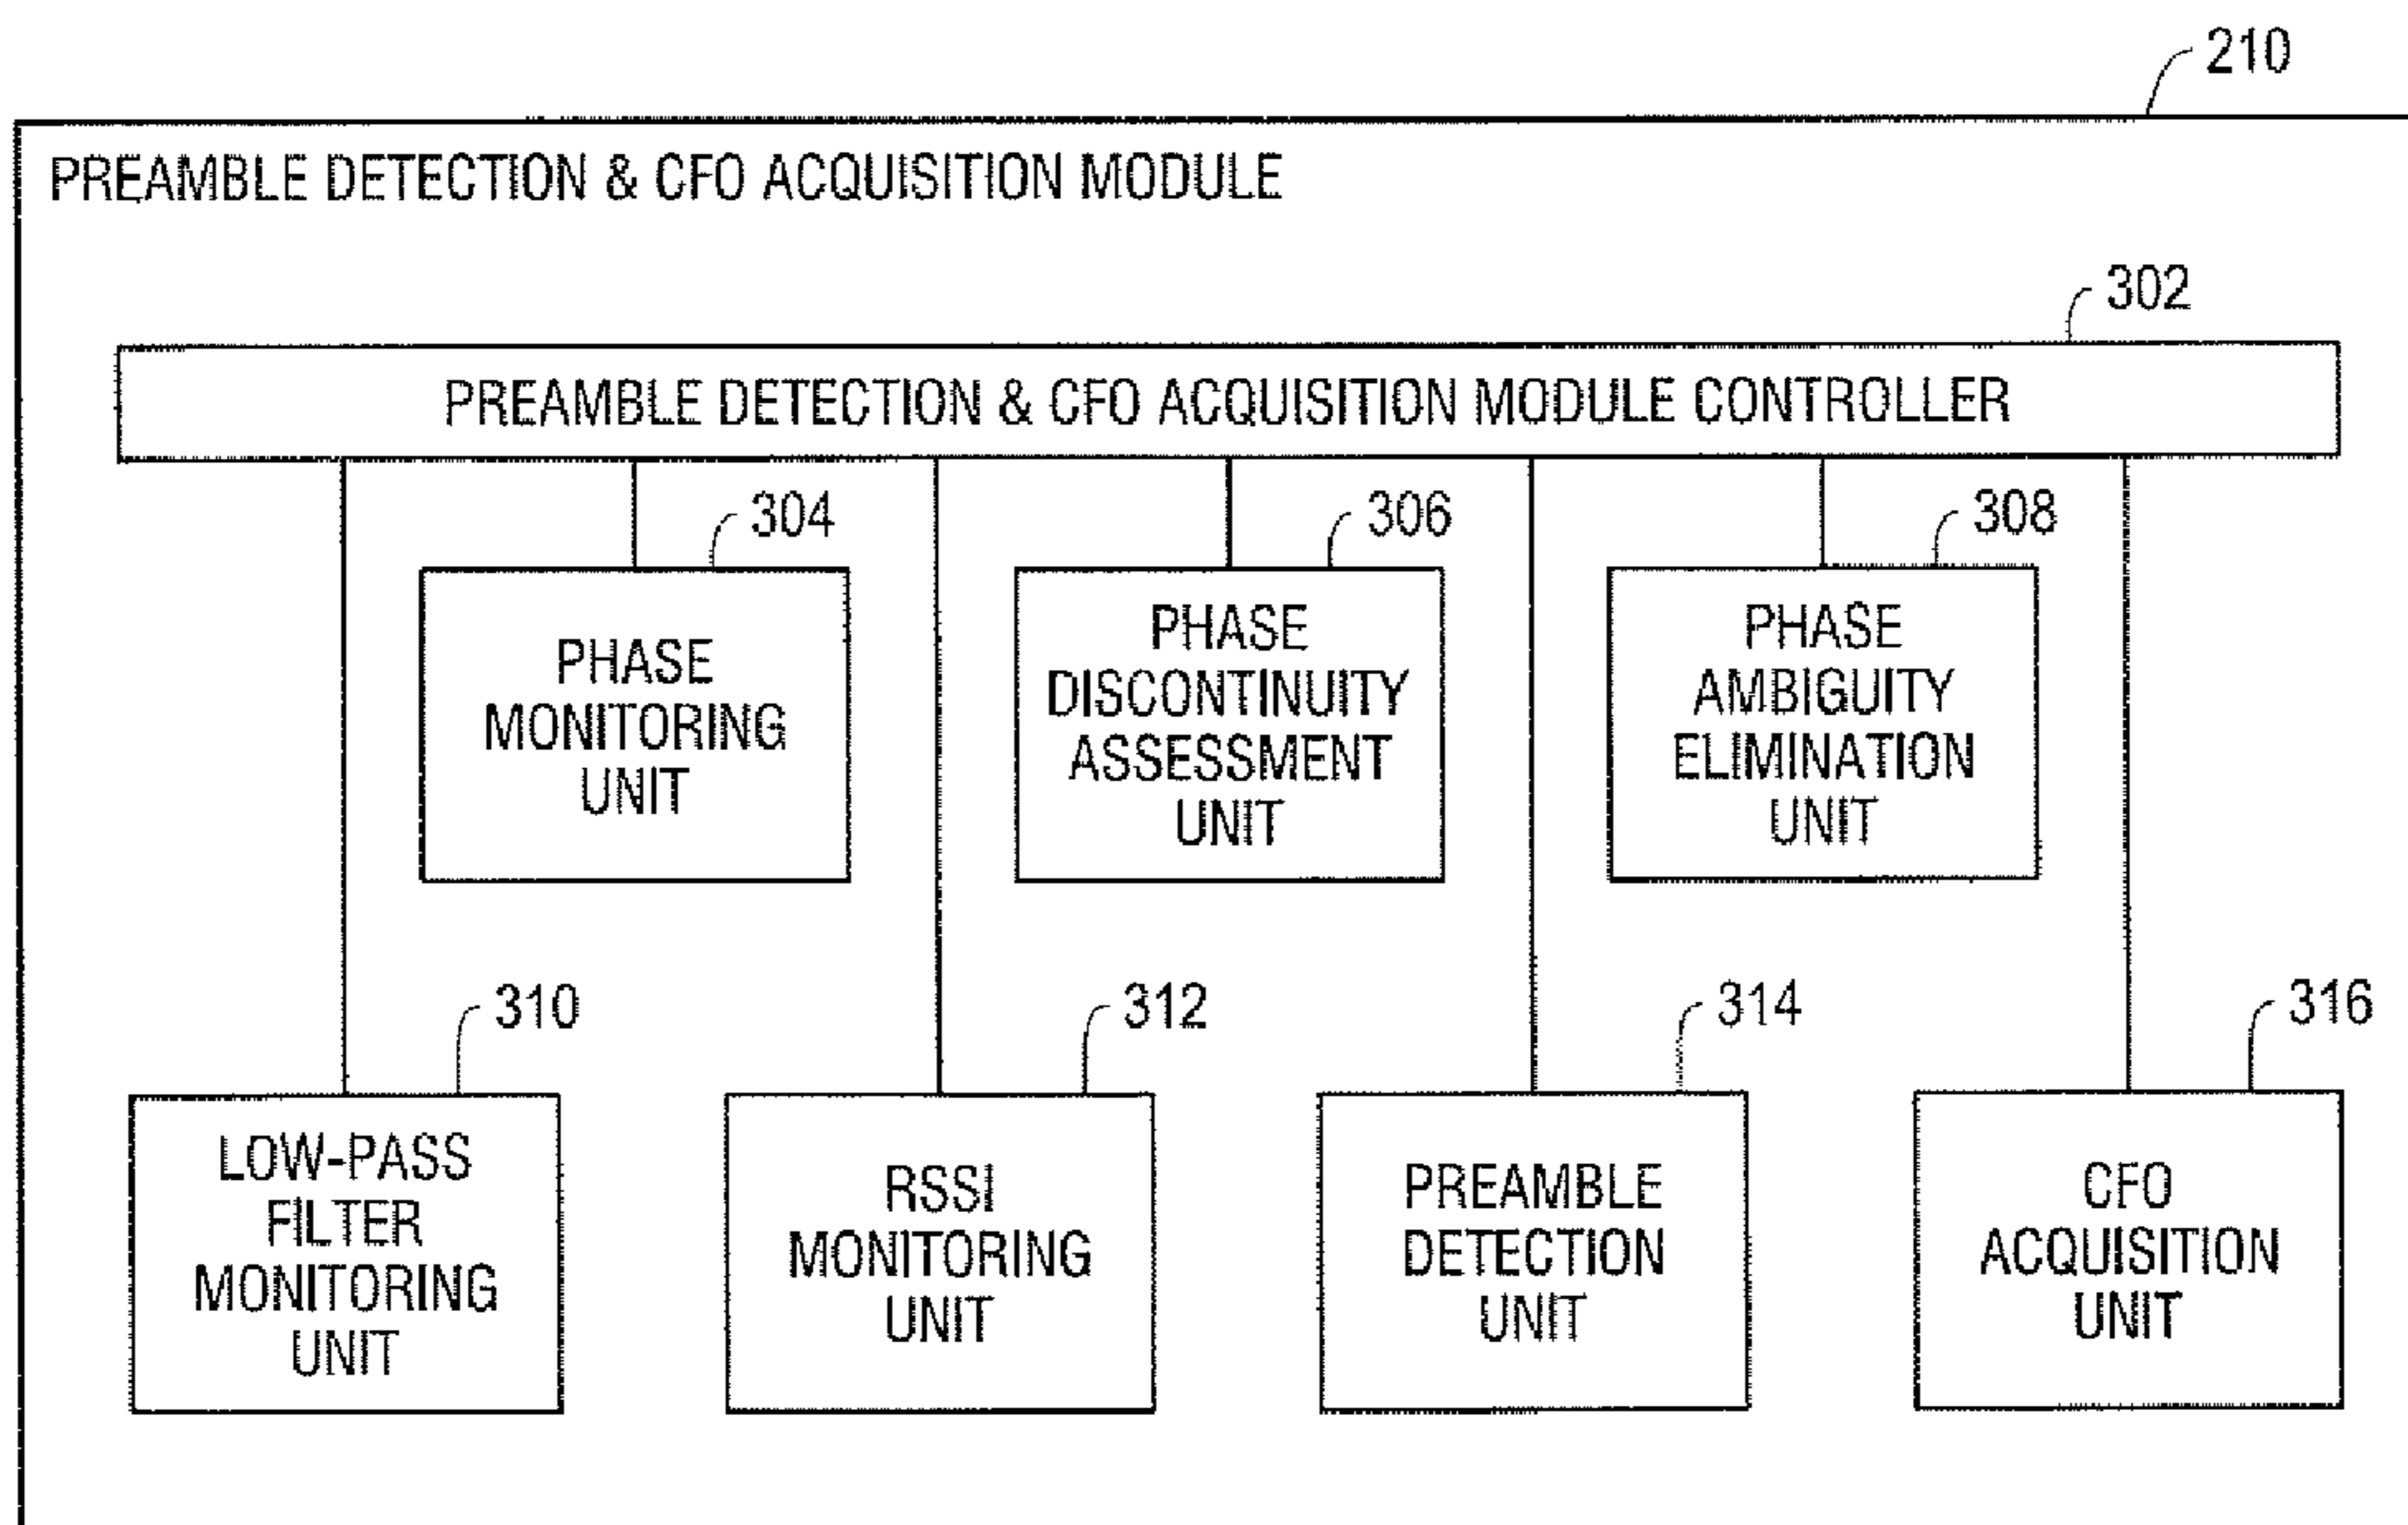 210
PREAMBLE DETECTION & CFO ACQUISITION MODULE
302
PREAMBLE DETECTION & CFO ACQUISITION MODULE CONTROLLER
304
PHASE
MONITORING
UNIT
306
PHASE
DISCONTINUITY
ASSESSMENT
UNIT
308
PHASE
AMBIGUITY
ELIMINATION
UNIT
310
LOW-PASS
FILTER
MONITORING
UNIT
312
RSSI
MONITORING
UNIT
314
PREAMBLE
DETECTION
UNIT
316
CFO
ACQUISITION
UNIT